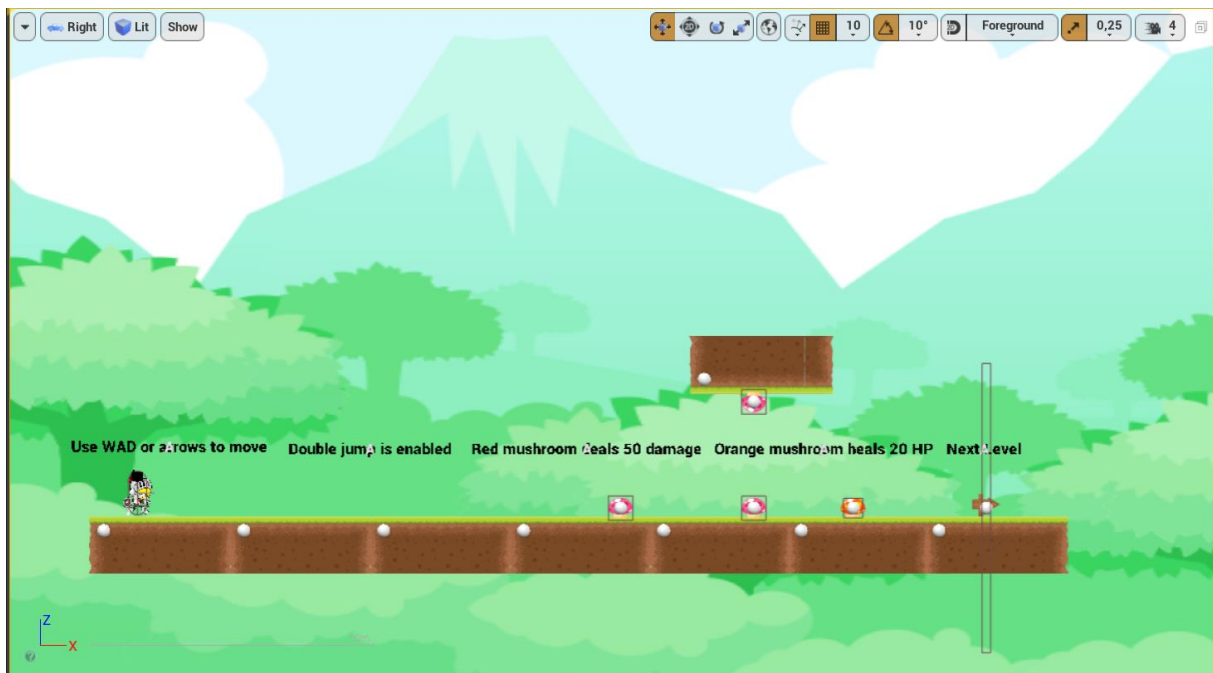 Right Lit Show 10 10° Foreground 0,25 4
Use WAD or arrows to move Double jump is enabled Red mushroom deals 50 damage Orange mushroom heals 20 HP Next Level
Z
X